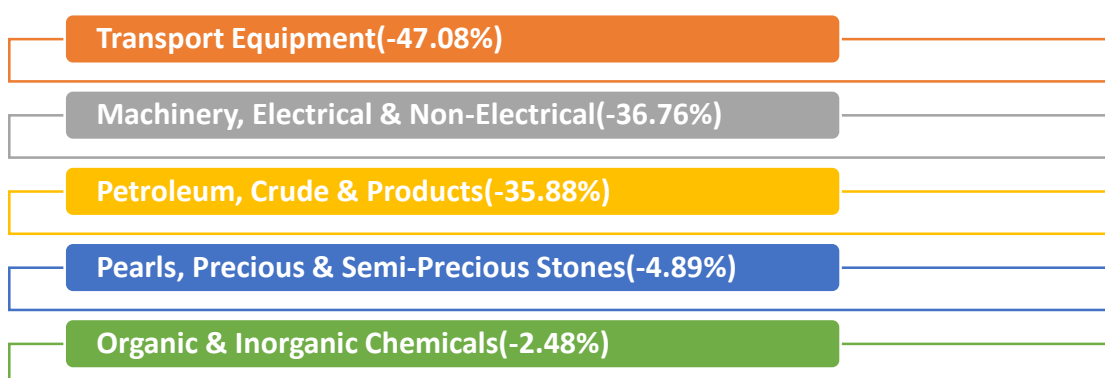 Transport Equipment(-47.08%)
Machinery, Electrical & Non-Electrical(-36.76%)
Petroleum, Crude & Products(-35.88%)
Pearls, Precious & Semi-Precious Stones(-4.89%)
Organic & Inorganic Chemicals(-2.48%)